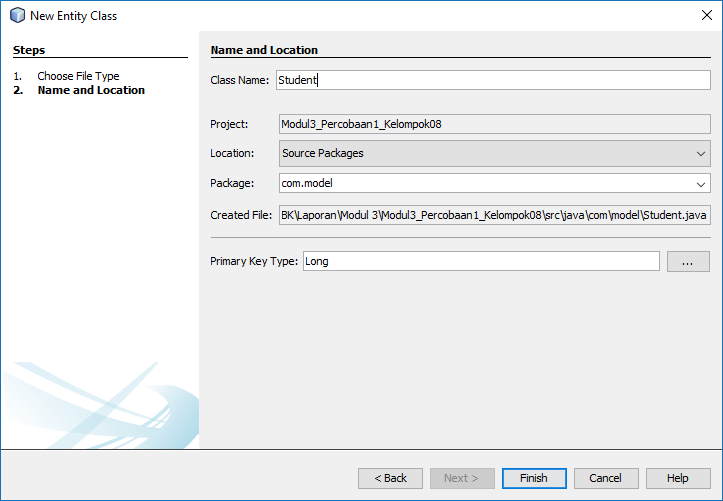 New Entity Class
Steps
1. Choose File Type
2. Name and Location
Name and Location
Class Name: Student
Project: Modul3_Percobaan1_Kelompok08
Location: Source Packages
Package: com.model
Created File: BK\Laporan\Modul 3\Modul3_Percobaan1_Kelompok08\src\java\com\model\Student.java
Primary Key Type: Long ...
< Back Next > Finish Cancel Help